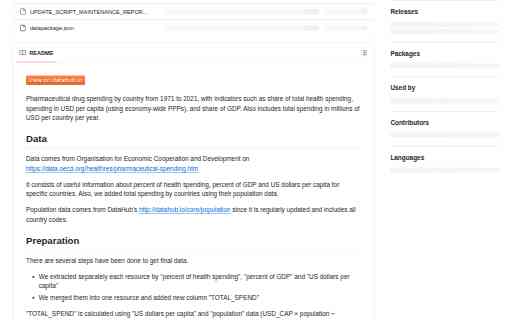 UPDATE_SCRIPT_MAINTENANCE_REPOR...
Releases
datapackage.json
Packages
README
Used by
View on datahub.io
Pharmaceutical drug spending by country from 1971 to 2021, with indicators such as share of total health spending,
spending in USD per capita (using economy-wide PPPs), and share of GDP. Also includes total spending in millions of
USD per country per year.
Contributors
Data
Languages
Data comes from Organisation for Economic Cooperation and Development on
https://data.oecd.org/healthres/pharmaceutical-spending.htm
It consists of useful information about percent of health spending, percent of GDP and US dollars per capita for
specific countries. Also, we added total spending by countries using their population data.
Population data comes from DataHub's http://datahub.io/core/population since it is regularly updated and includes all
country codes.
Preparation
There are several steps have been done to get final data.
• We extracted separately each resource by "percent of health spending", "percent of GDP" and "US dollars per
capita"
• We merged them into one resource and added new column "TOTAL_SPEND"
"TOTAL_SPEND" is calculated using "US dollars per capita" and "population" data (USD_CAP × population ÷